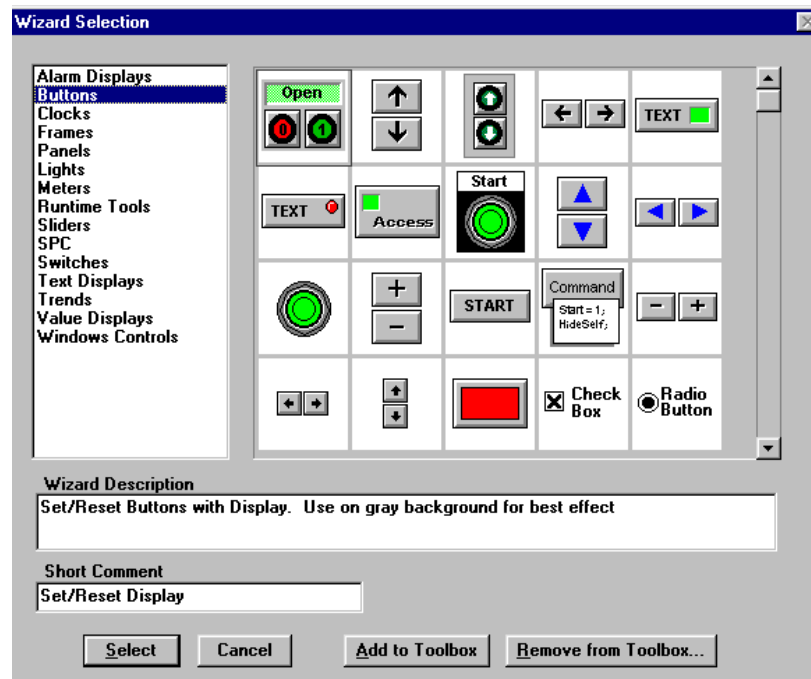 Wizard Selection
Alarm Displays
Buttons
Clocks
Frames
Panels
Lights
Meters
Runtime Tools
Sliders
SPC
Switches
Text Displays
Trends
Value Displays
Windows Controls
Open
0 1
TEXT
TEXT
Access
Start
START
Command
Start = 1;
HideSelf;
Check
Box
Radio
Button
Wizard Description
Set/Reset Buttons with Display. Use on gray background for best effect
Short Comment
Set/Reset Display
Select
Cancel
Add to Toolbox
Remove from Toolbox...